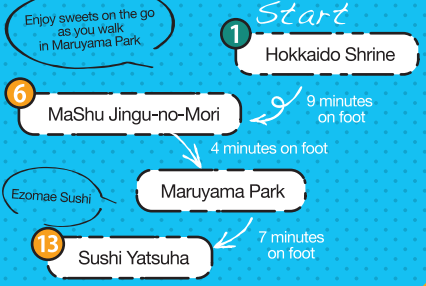 Enjoy sweets on the go
as you walk
in Maruyama Park
Start
1
Hokkaido Shrine
9 minutes
on foot
6
MaShu Jingu-no-Mori
4 minutes on foot
Maruyama Park
Ezomae Sushi
7 minutes
on foot
13
Sushi Yatsuha